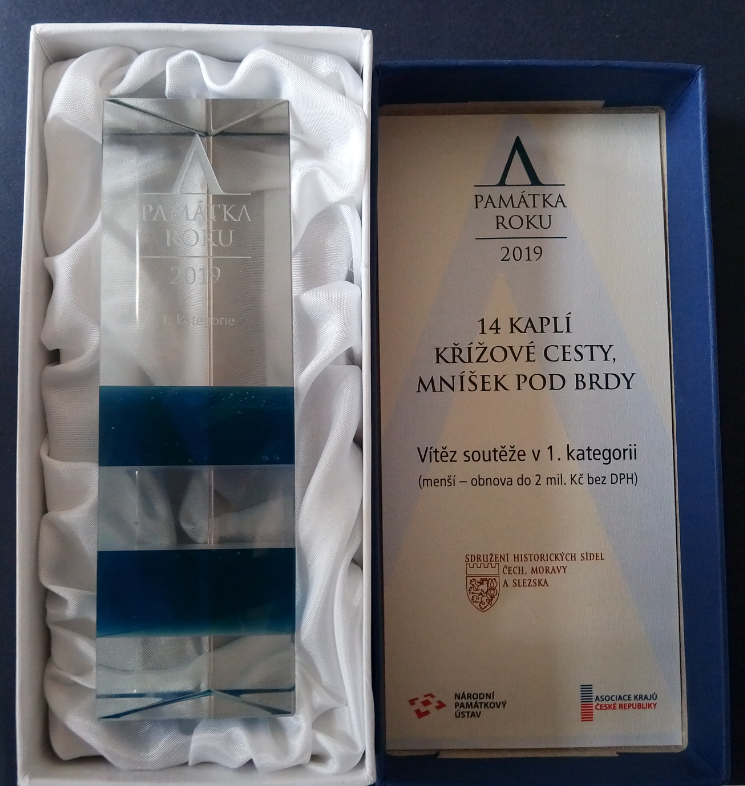 PAMÁTKA
ROKU
2019
1. kategorie
PAMÁTKA
ROKU
2019
14 KAPLÍ
KŘÍŽOVÉ CESTY,
MNÍŠEK POD BRDY
Vítěz soutěže v 1. kategorii
(menší – obnova do 2 mil. Kč bez DPH)
SDRUŽENÍ HISTORICKÝCH SÍDEL
ČECH, MORAVY
A SLEZSKA
NÁRODNÍ
PAMÁTKOVÝ
ÚSTAV
ASOCIACE KRAJŮ
ČESKÉ REPUBLIKY